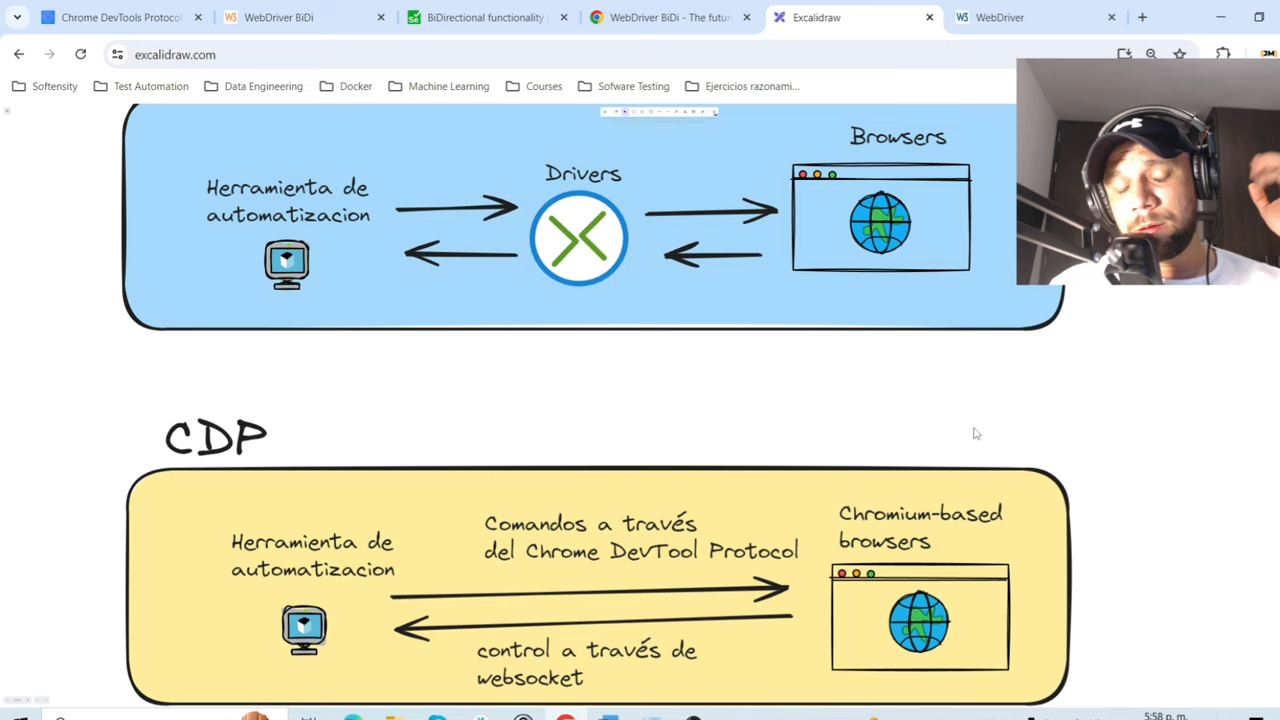 Chrome DevTools Protocol
WebDriver BiDi
BiDirectional functionality
WebDriver BiDi - The futur
Excalidraw
WebDriver
excalidraw.com
Softensity
Test Automation
Data Engineering
Docker
Machine Learning
Courses
Sofware Testing
Ejercicios razonami...
Browsers
Drivers
Herramienta de
automatizacion
CDP
Chromium-based
browsers
Comandos a través
del Chrome DevTool Protocol
Herramienta de
automatizacion
control a través de
websocket
5:58 p. m.